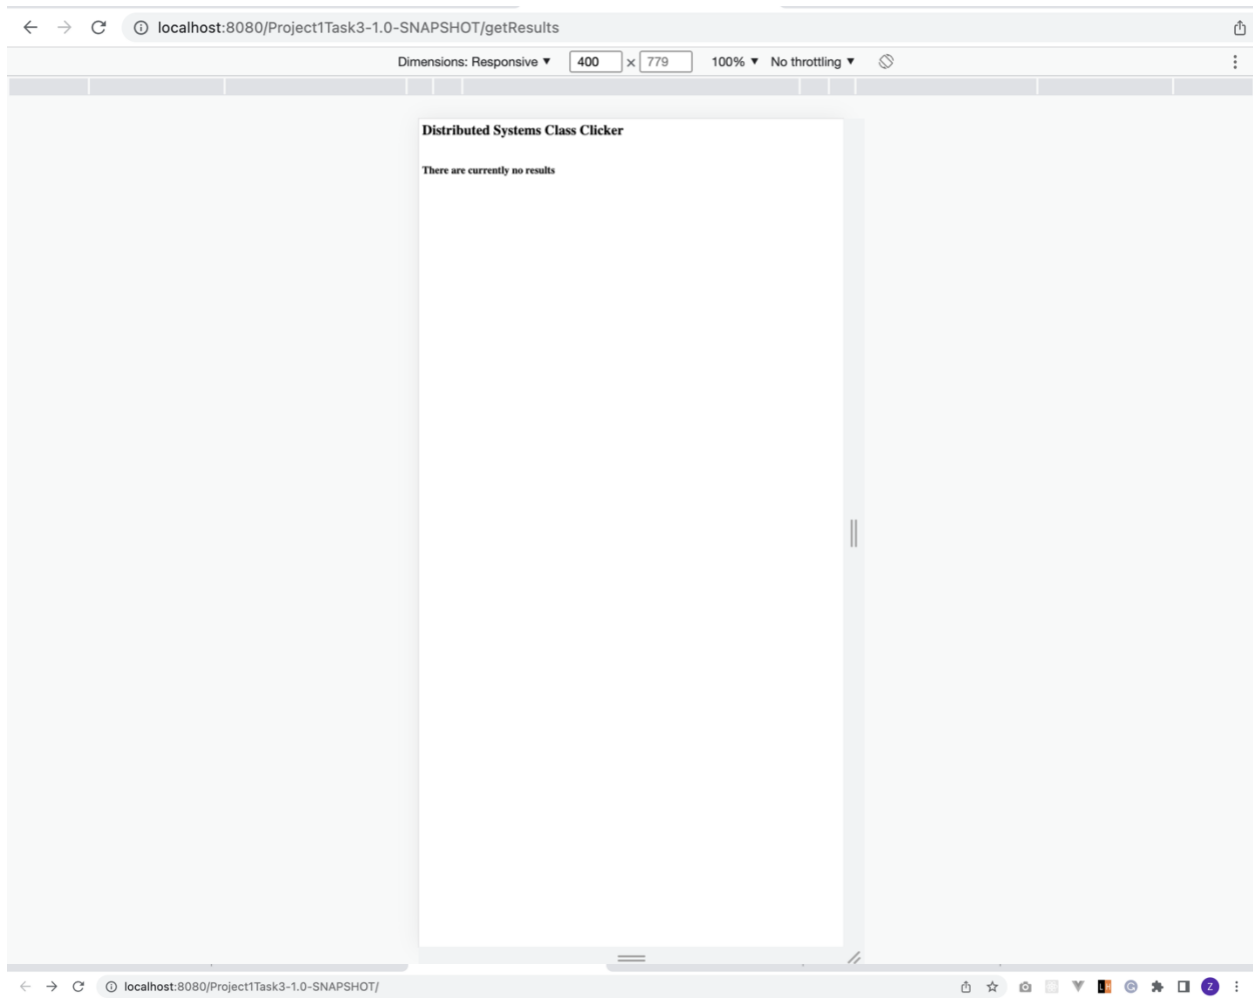 localhost:8080/Project1Task3-1.0-SNAPSHOT/getResults
Dimensions: Responsive ▼ 400 × 779 100% ▼ No throttling ▼
Distributed Systems Class Clicker
There are currently no results
localhost:8080/Project1Task3-1.0-SNAPSHOT/ Z